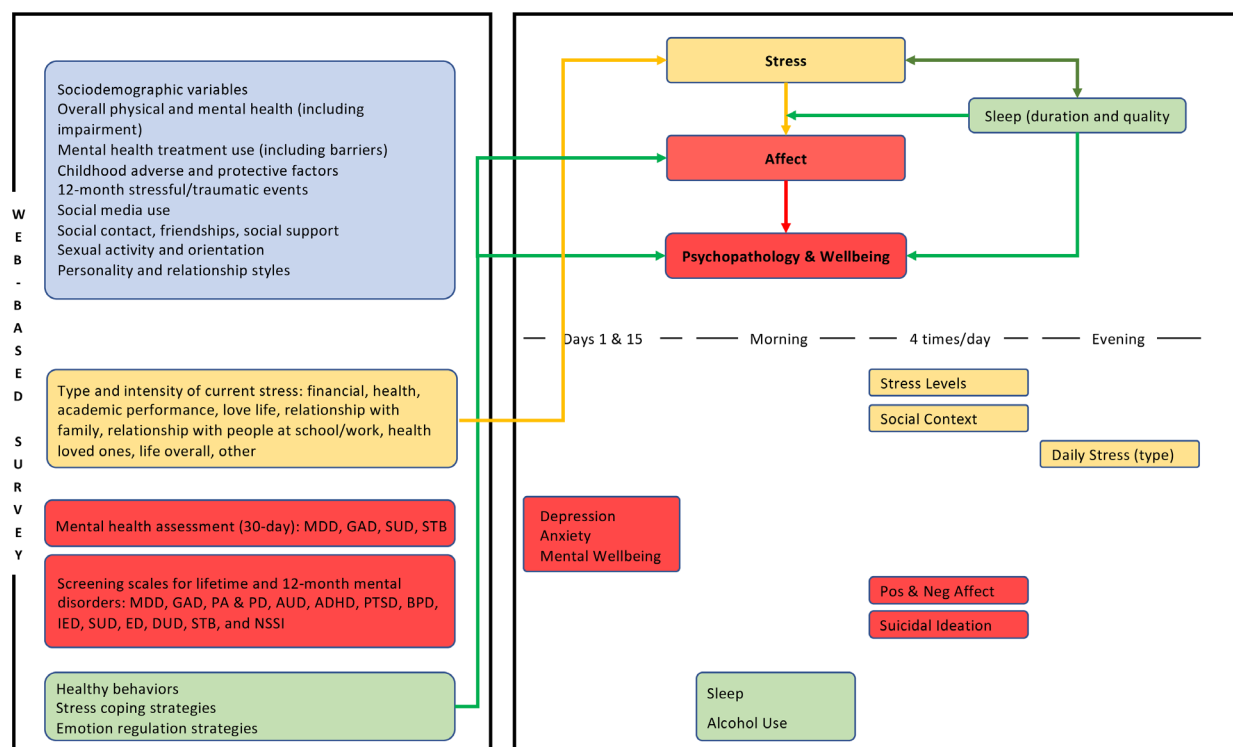 WEB-BASED SURVEY
Sociodemographic variables
Overall physical and mental health (including
impairment)
Mental health treatment use (including barriers)
Childhood adverse and protective factors
12-month stressful/traumatic events
Social media use
Social contact, friendships, social support
Sexual activity and orientation
Personality and relationship styles
Type and intensity of current stress: financial, health,
academic performance, love life, relationship with
family, relationship with people at school/work, health
loved ones, life overall, other
Mental health assessment (30-day): MDD, GAD, SUD, STB
Screening scales for lifetime and 12-month mental
disorders: MDD, GAD, PA & PD, AUD, ADHD, PTSD, BPD,
IED, SUD, ED, DUD, STB, and NSSI
Healthy behaviors
Stress coping strategies
Emotion regulation strategies
Stress
Sleep (duration and quality
Affect
Psychopathology & Wellbeing
Days 1 & 15
Morning
4 times/day
Evening
Stress Levels
Social Context
Daily Stress (type)
Depression
Anxiety
Mental Wellbeing
Pos & Neg Affect
Suicidal Ideation
Sleep
Alcohol Use